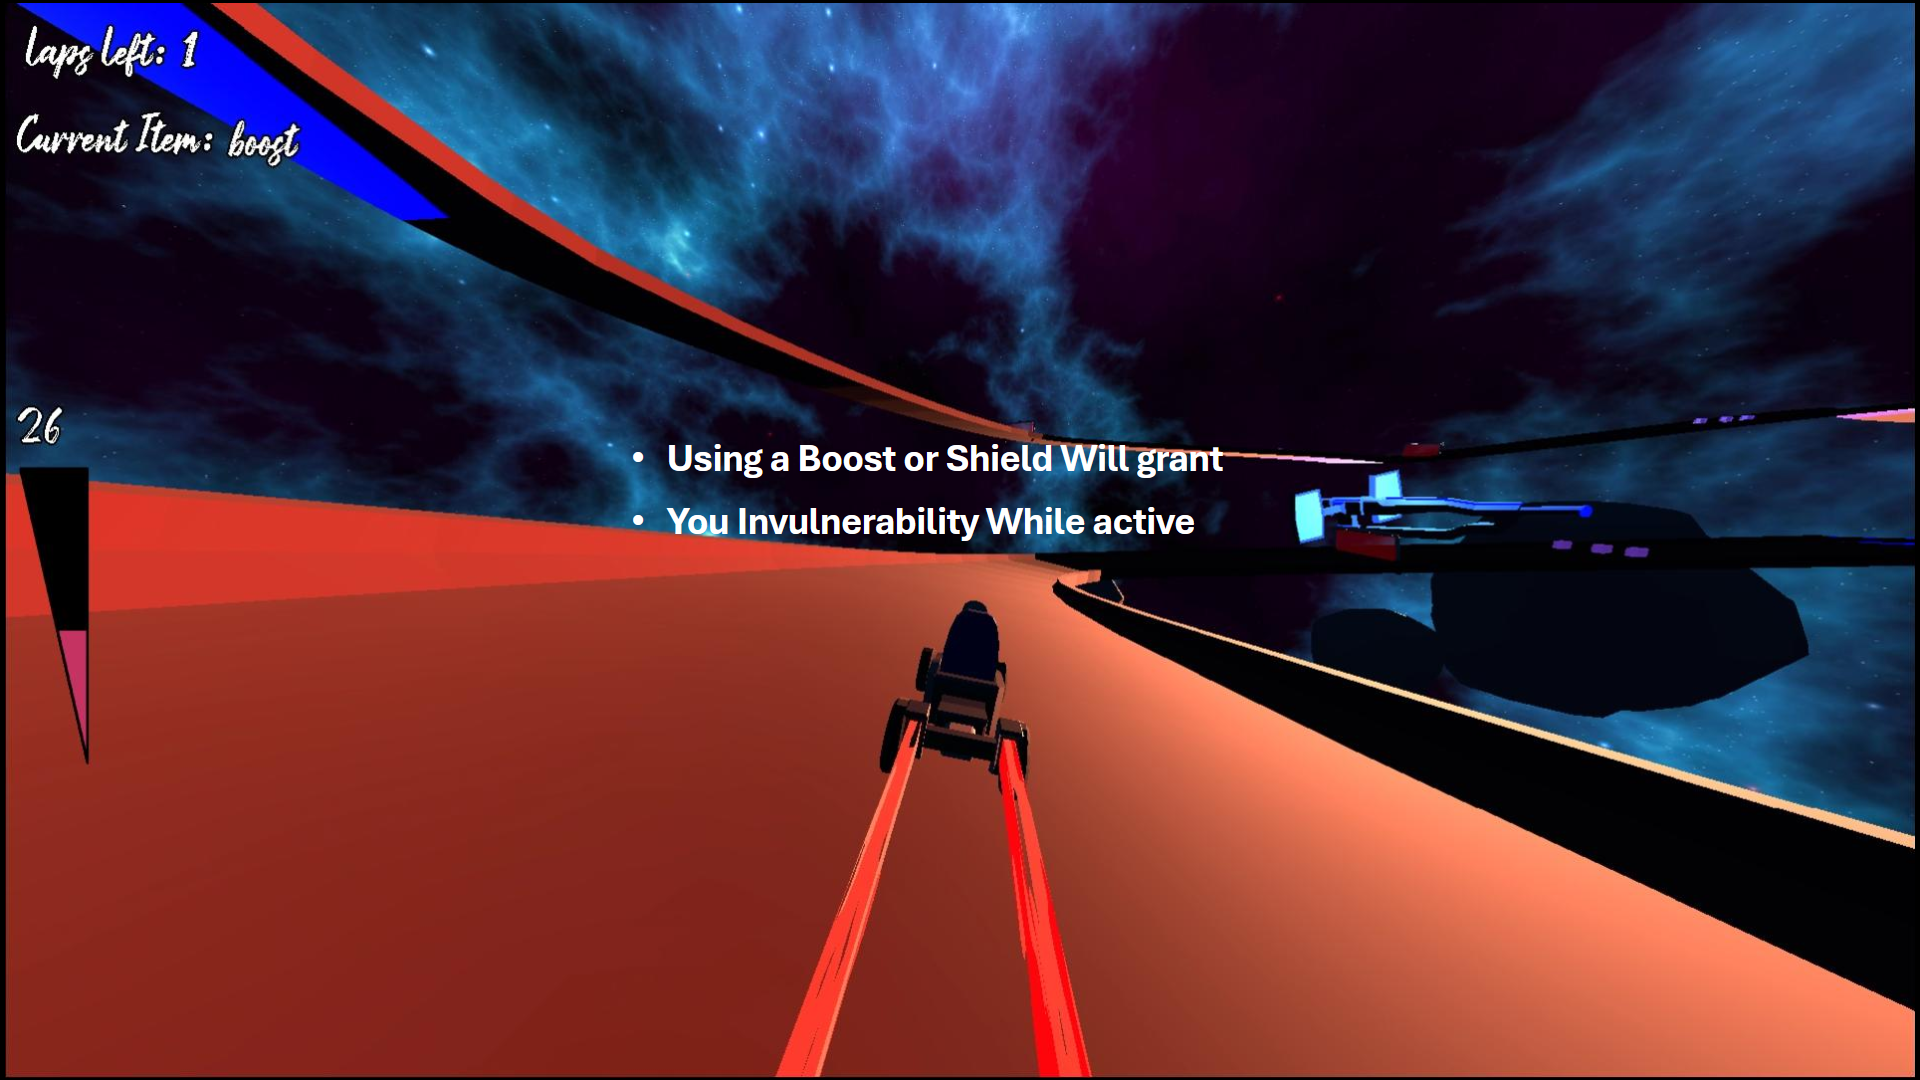 Laps left: 1
Current Item: boost
26
• Using a Boost or Shield Will grant
• You Invulnerability While active